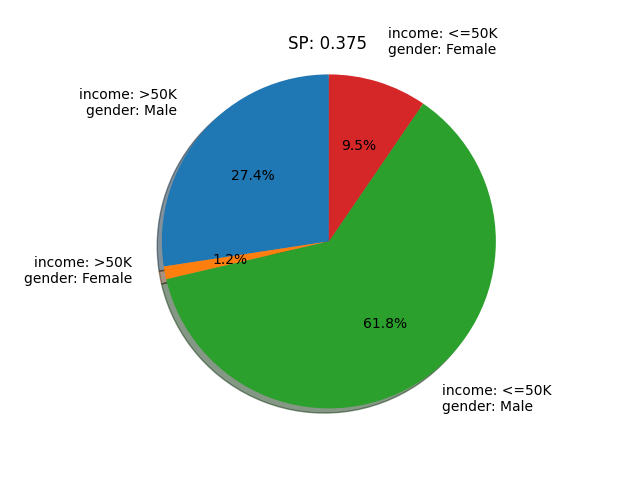 SP: 0.375
income: <=50K
gender: Female
income: >50K
gender: Male
9.5%
27.4%
income: >50K
gender: Female
1.2%
61.8%
income: <=50K
gender: Male